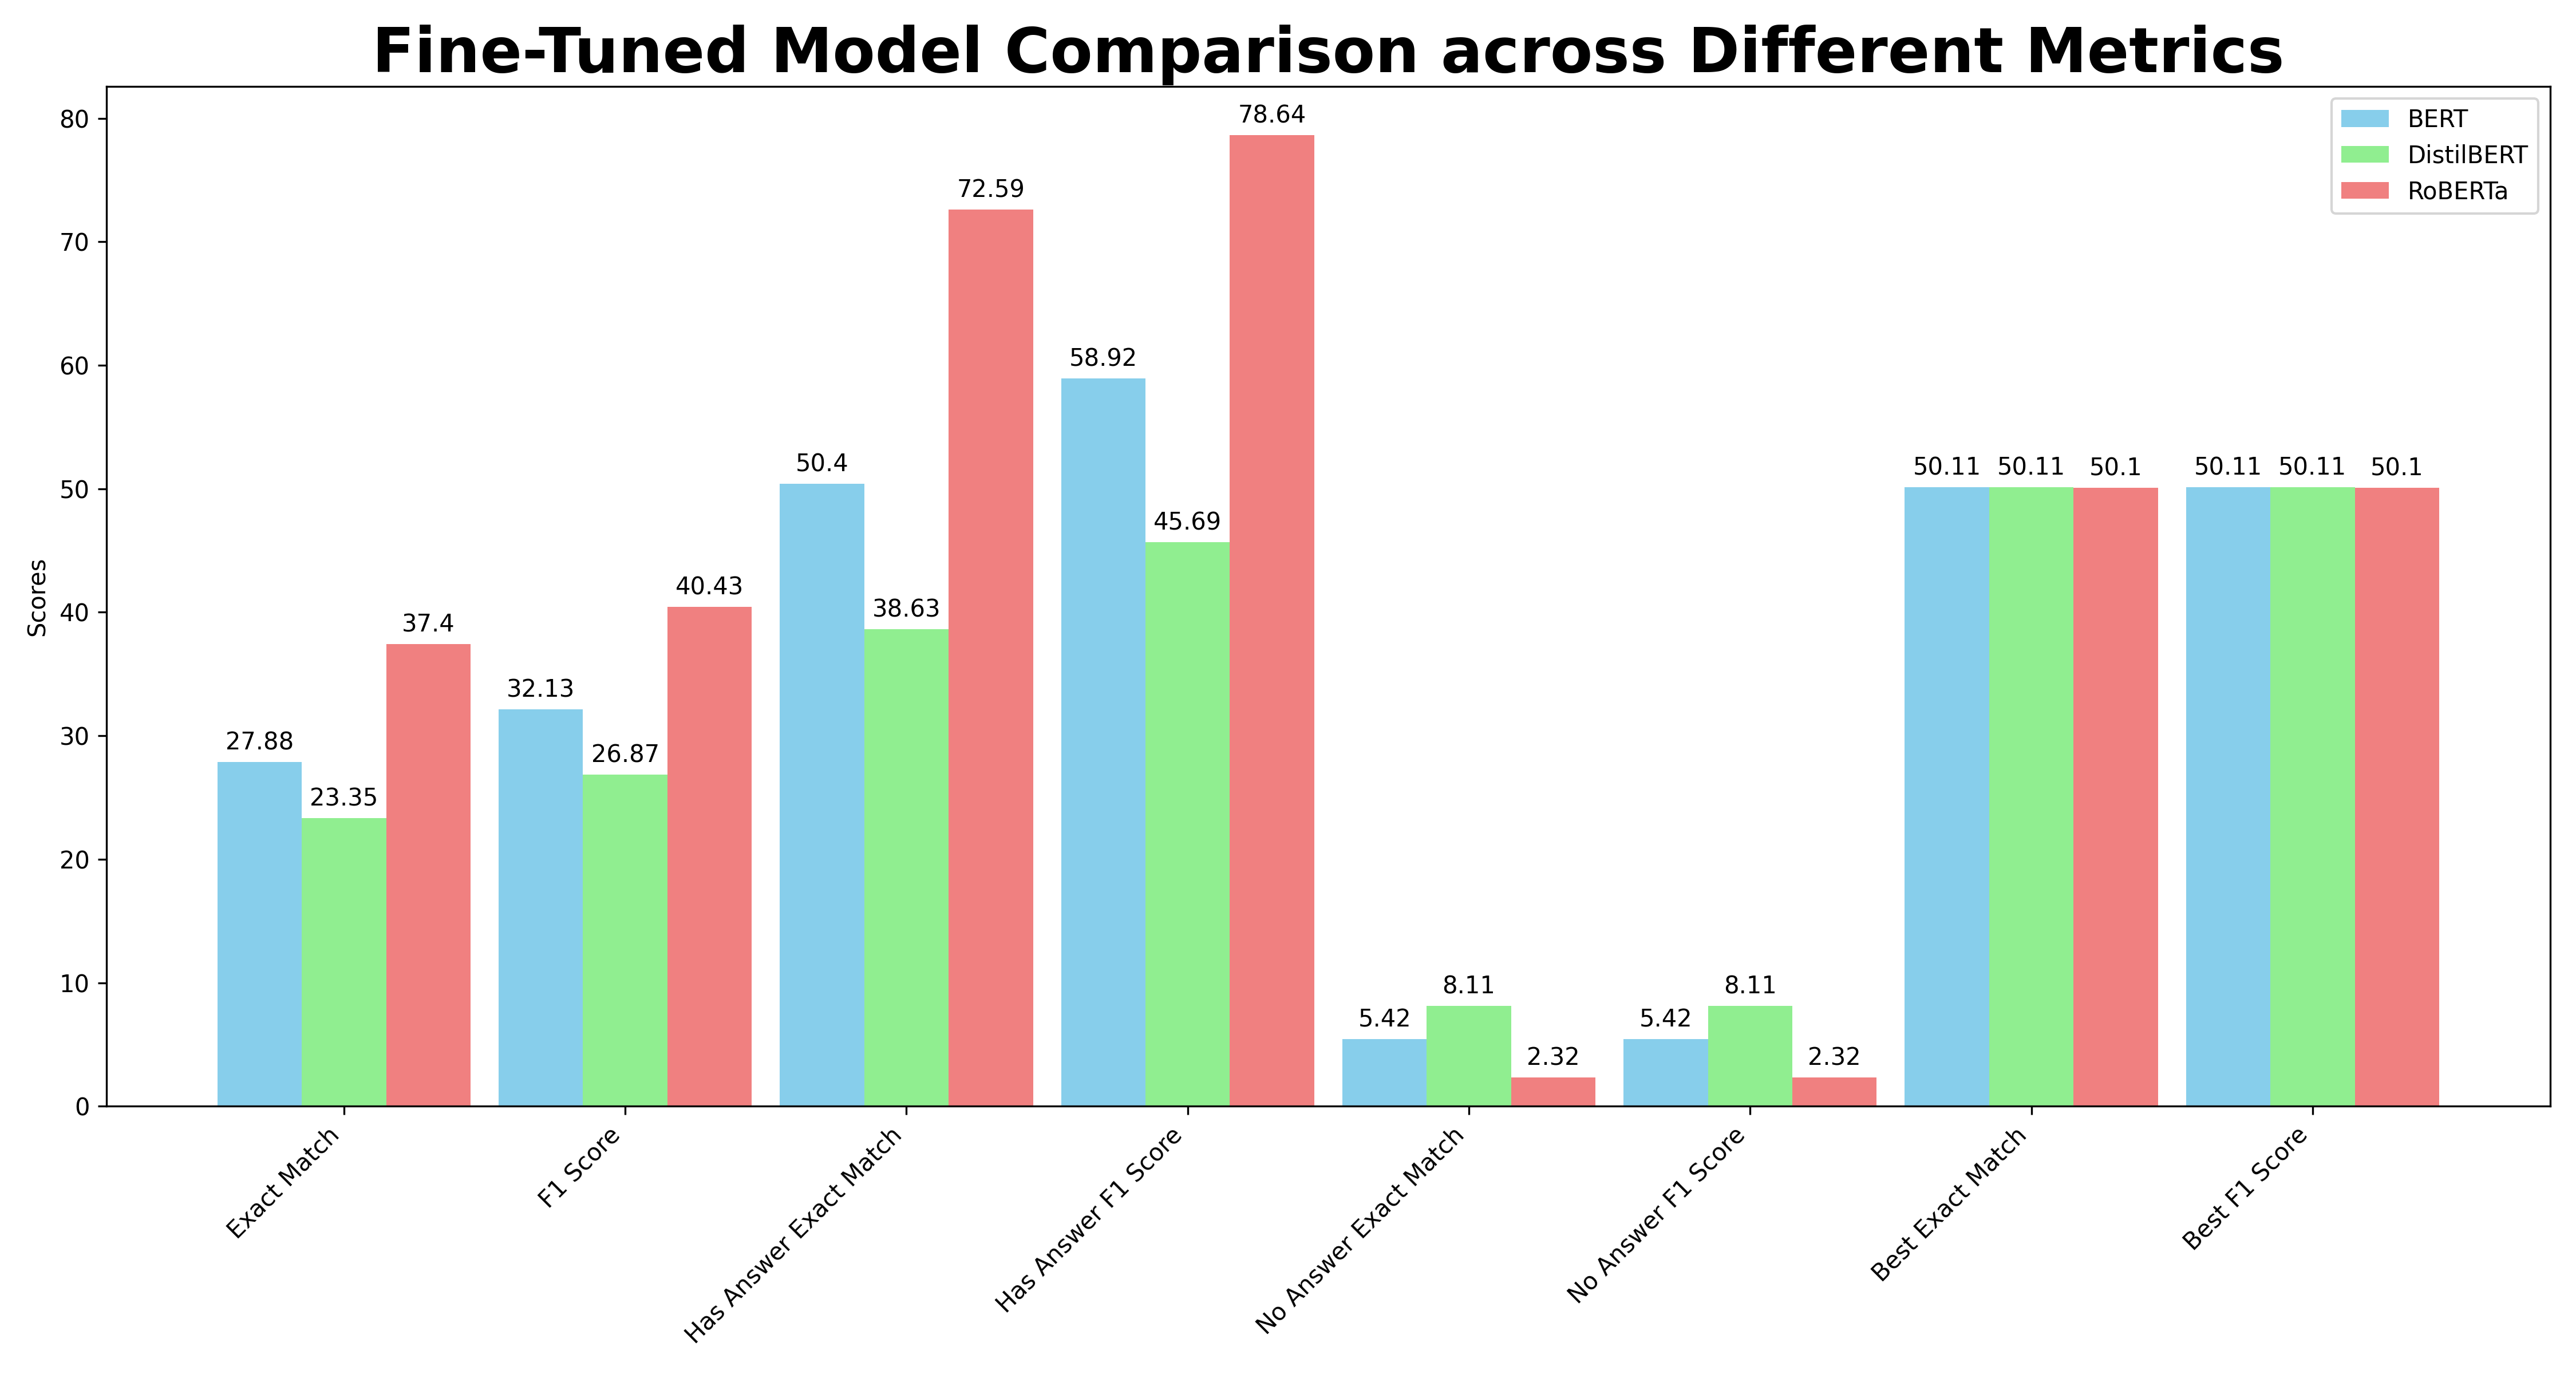 Fine-Tuned Model Comparison across Different Metrics
BERT
DistilBERT
RoBERTa
Scores
80
70
60
50
40
30
20
10
0
27.88
23.35
37.4
32.13
26.87
40.43
50.4
38.63
72.59
58.92
45.69
78.64
5.42
8.11
2.32
5.42
8.11
2.32
50.11
50.11
50.1
50.11
50.11
50.1
Exact Match
F1 Score
Has Answer Exact Match
Has Answer F1 Score
No Answer Exact Match
No Answer F1 Score
Best Exact Match
Best F1 Score